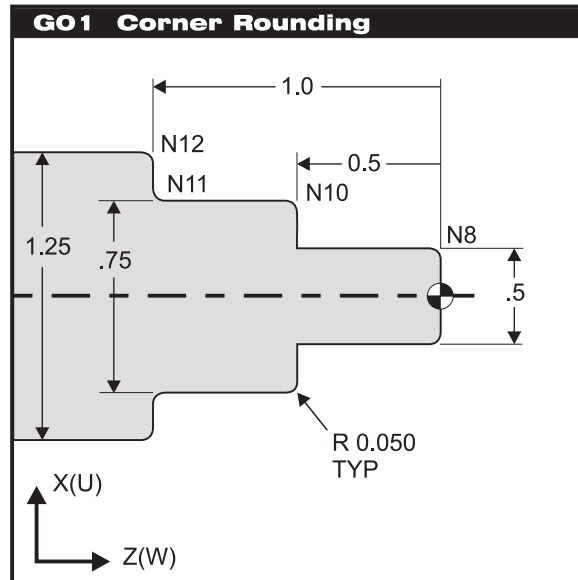 G01 Corner Rounding
1.0
N12
0.5
N11
N10
N8
1.25
.75
.5
R 0.050
TYP
X(U)
Z(W)